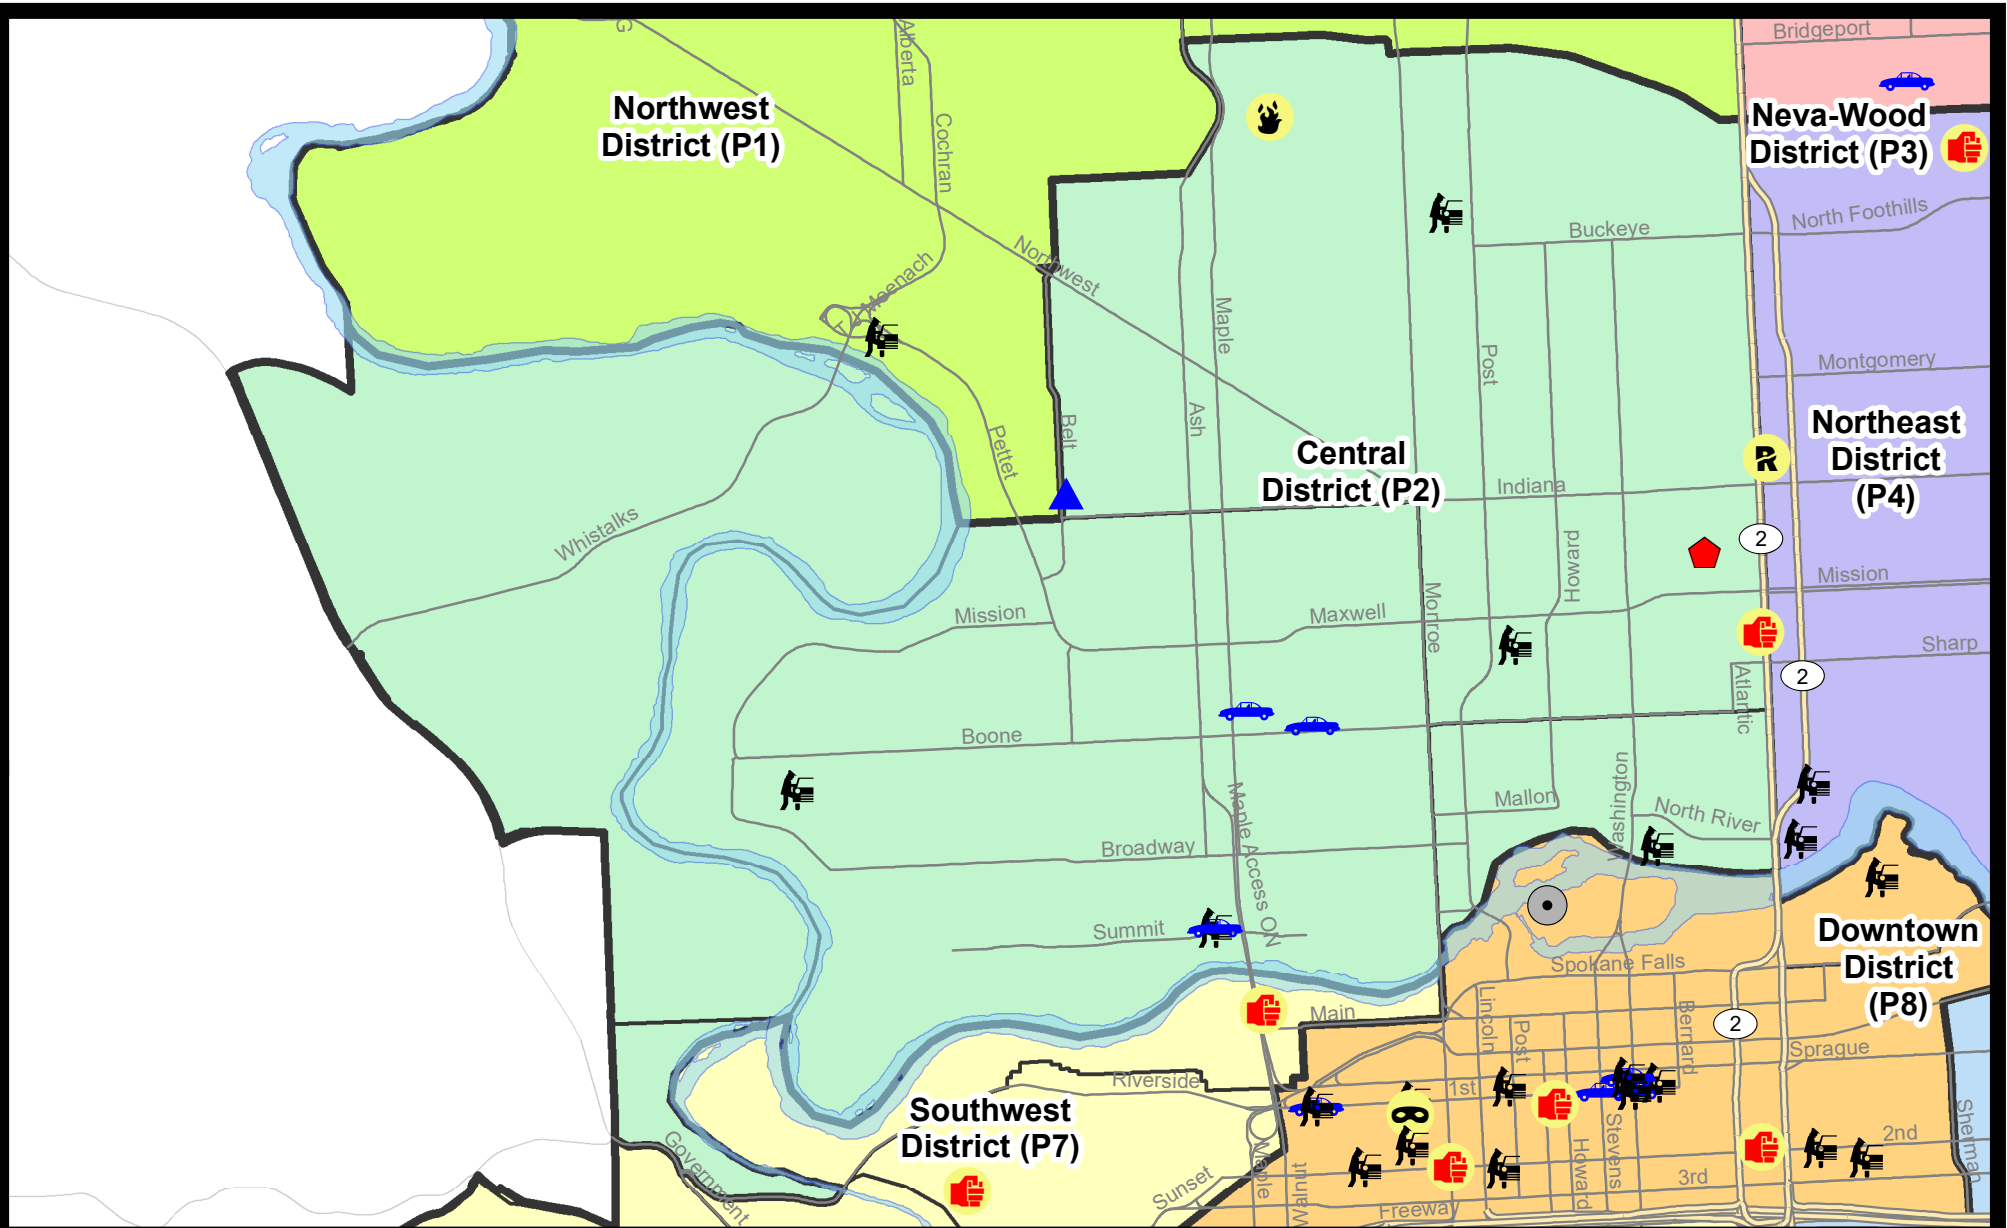 G
Alberta
Bridgeport
Northwest
District (P1)
Cochran
Neva-Wood
District (P3)
North Foothills
Buckeye
Northwest
Meenach
Maple
Post
Montgomery
Ash
Belt
Pettet
Central
District (P2)
Northeast
District
(P4)
R
Indiana
Whistalks
2
Howard
Mission
Monroe
Mission
Maxwell
Sharp
2
Atlantic
Boone
Washington
Maple Access ON
Mallon
North River
Broadway
Summit
Downtown
District
(P8)
Spokane Falls
Lincoln
Post
Bernard
Main
2
Sprague
Riverside
1st
Southwest
District (P7)
Government
Stevens
Howard
Sherman
2nd
3rd
Sunset
Maple
Walnut
Freeway